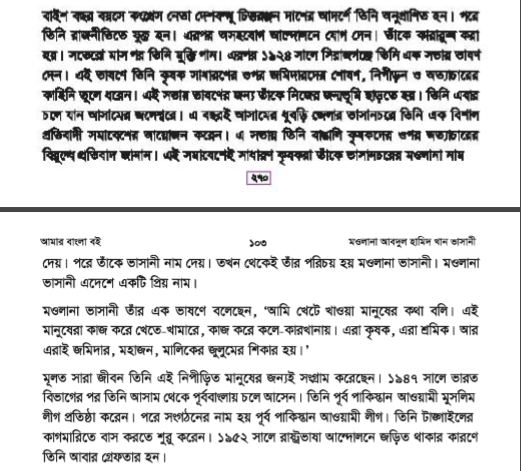 বাইশ বছর বয়সে কংগ্রেস নেতা দেশবন্ধু চিত্তরঞ্জন দাশের আদর্শে তিনি অনুপ্রাণিত হন। পরে
তিনি রাজনীতিতে যুক্ত হন। এরপর অসহযোগ আন্দোলনে যোগ দেন। তাঁকে কারারুদ্ধ করা
হয়। সতেরো মাস পর তিনি মুক্তি পান। এরপর ১৯২৪ সালে সিরাজগঞ্জে তিনি এক সভায় ভাষণ
দেন। এই ভাষণে তিনি কৃষক সাধারণের ওপর জমিদারদের শোষণ, নিপীড়ন ও অত্যাচারের
কাহিনি তুলে ধরেন। এই সভায় ভাষণের জন্য তাঁকে নিজের জন্মভূমি ছাড়তে হয়। তিনি এবার
চলে যান আসামের জলেশ্বরে। এ বছরই আসামের ধুবড়ি জেলার ভাসানচরে তিনি এক বিশাল
প্রতিবাদী সমাবেশের আয়োজন করেন। এ সভায় তিনি বাঙালি কৃষকদের ওপর অত্যাচারের
বিরুদ্ধে প্রতিবাদ জানান। এই সমাবেশেই সাধারণ কৃষকরা তাঁকে ভাসানচরের মওলানা নাম
২৭০
আমার বাংলা বই ১০৩ মওলানা আবদুল হামিদ খান ভাসানী
দেয়। পরে তাঁকে ভাসানী নাম দেয়। তখন থেকেই তাঁর পরিচয় হয় মওলানা ভাসানী। মওলানা
ভাসানী এদেশে একটি প্রিয় নাম।
মওলানা ভাসানী তাঁর এক ভাষণে বলেছেন, ‘আমি খেটে খাওয়া মানুষের কথা বলি। এই
মানুষেরা কাজ করে খেতে-খামারে, কাজ করে কলে-কারখানায়। এরা কৃষক, এরা শ্রমিক। আর
এরাই জমিদার, মহাজন, মালিকের জুলুমের শিকার হয়।’
মূলত সারা জীবন তিনি এই নিপীড়িত মানুষের জন্যই সংগ্রাম করেছেন। ১৯৪৭ সালে ভারত
বিভাগের পর তিনি আসাম থেকে পূর্ববাংলায় চলে আসেন। তিনি পূর্ব পাকিস্তান আওয়ামী মুসলিম
লীগ প্রতিষ্ঠা করেন। পরে সংগঠনের নাম হয় পূর্ব পাকিস্তান আওয়ামী লীগ। তিনি টাঙ্গাইলের
কাগমারিতে বাস করতে শুরু করেন। ১৯৫২ সালে রাষ্ট্রভাষা আন্দোলনে জড়িত থাকার কারণে
তিনি আবার গ্রেফতার হন।